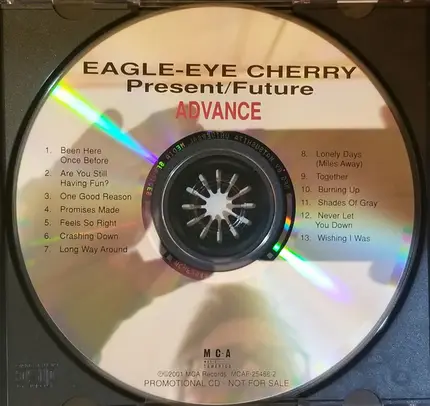 EAGLE-EYE CHERRY
Present/Future
ADVANCE
1. Been Here
Once Before
2. Are You Still
Having Fun?
3. One Good Reason
4. Promises Made
5. Feels So Right
6. Crashing Down
7. Long Way Around
8. Lonely Days
(Miles Away)
9. Together
10. Burning Up
11. Shades Of Gray
12. Never Let
You Down
13. Wishing I Was
MCA
℗©2001 MCA Records MCAF-25486-2
PROMOTIONAL CD - NOT FOR SALE